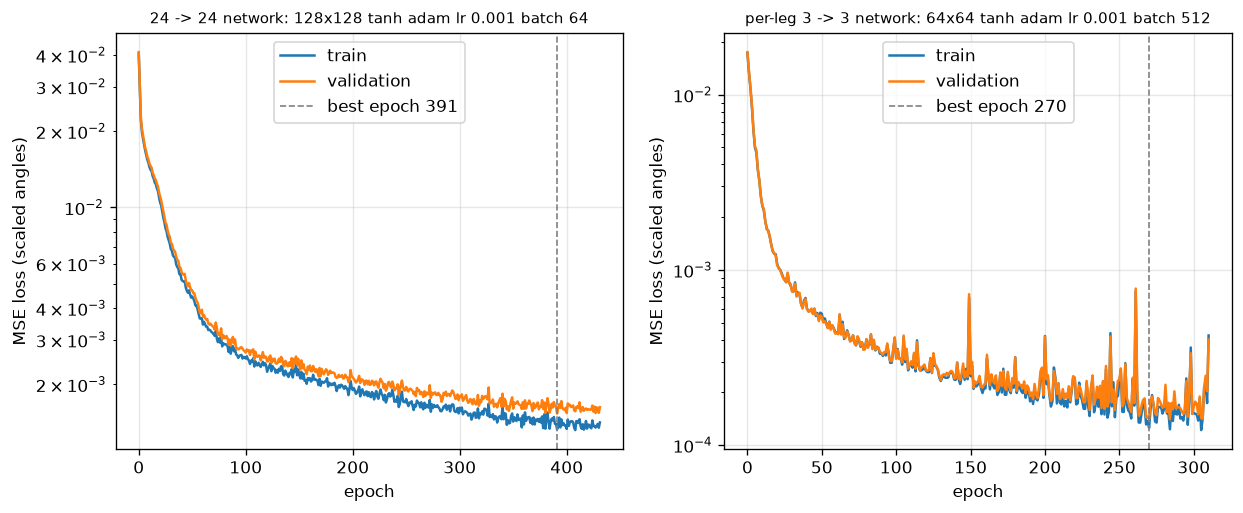 24 -> 24 network: 128x128 tanh adam lr 0.001 batch 64
MSE loss (scaled angles)
4 × 10⁻²
3 × 10⁻²
2 × 10⁻²
10⁻²
6 × 10⁻³
4 × 10⁻³
3 × 10⁻³
2 × 10⁻³
train
validation
best epoch 391
0 100 200 300 400
epoch
per-leg 3 -> 3 network: 64x64 tanh adam lr 0.001 batch 512
MSE loss (scaled angles)
10⁻²
10⁻³
10⁻⁴
train
validation
best epoch 270
0 50 100 150 200 250 300
epoch